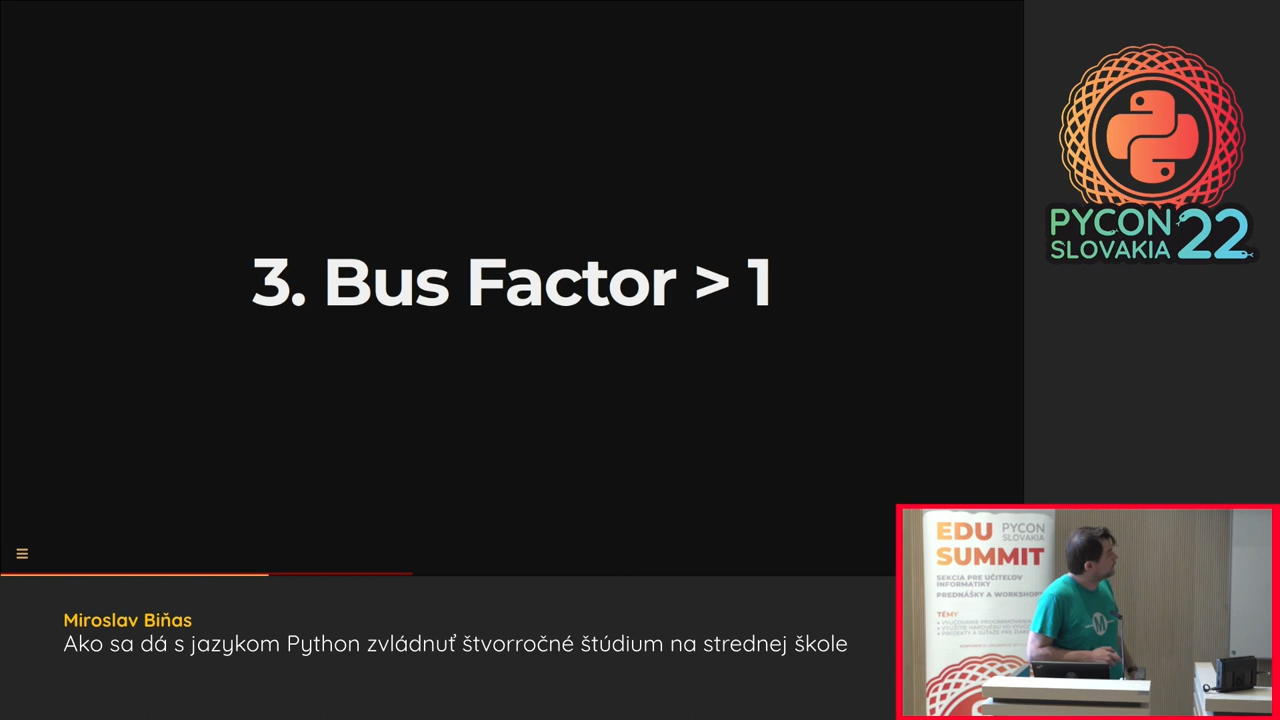 3. Bus Factor > 1
PYCON
SLOVAKIA 22
Miroslav Biňas
Ako sa dá s jazykom Python zvládnuť štvorročné štúdium na strednej škole
EDU
SUMMIT
PYCON
SLOVAKIA
SEKCIA PRE UČITEĽOV
INFORMATIKY
PREDNÁŠKY A WORKSHOPY
TÉMY
M